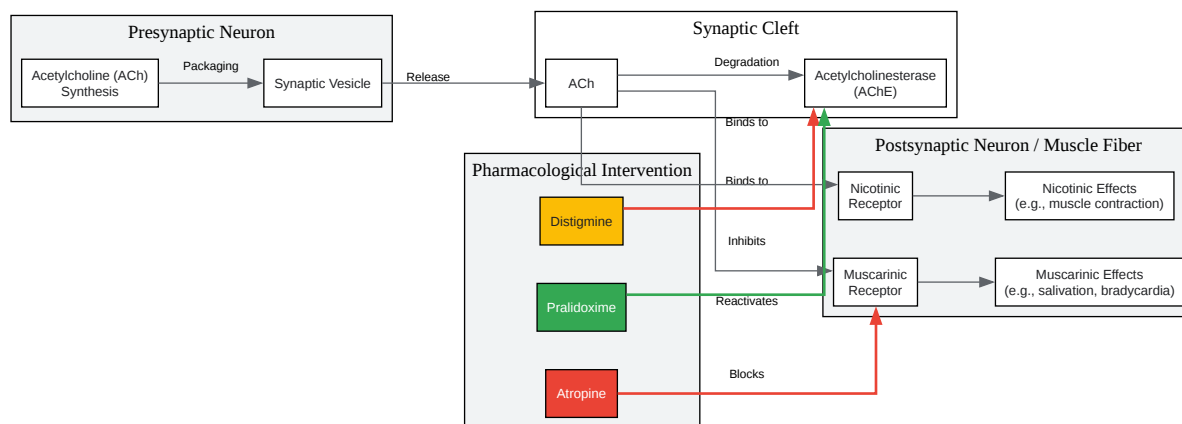 Presynaptic Neuron
Acetylcholine (ACh)
Synthesis
Packaging
Synaptic Vesicle
Release
Synaptic Cleft
ACh
Degradation
Acetylcholinesterase
(AChE)
Binds to
Binds to
Postsynaptic Neuron / Muscle Fiber
Nicotinic
Receptor
Nicotinic Effects
(e.g., muscle contraction)
Muscarinic
Receptor
Muscarinic Effects
(e.g., salivation, bradycardia)
Pharmacological Intervention
Distigmine
Inhibits
Pralidoxime
Reactivates
Atropine
Blocks